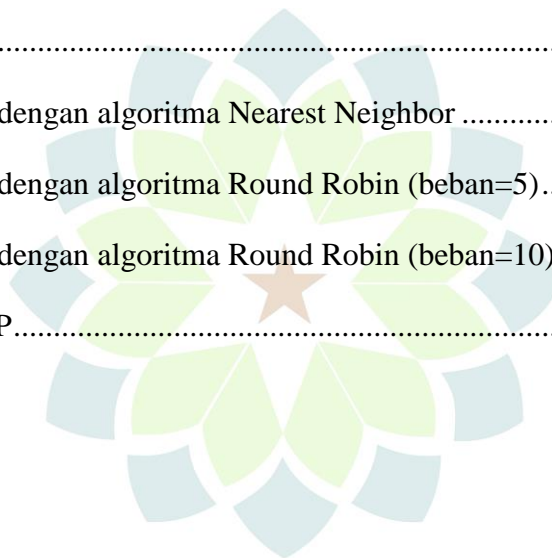 ...............................................................................
dengan algoritma Nearest Neighbor .............
dengan algoritma Round Robin (beban=5)..
dengan algoritma Round Robin (beban=10)
P................................................................................